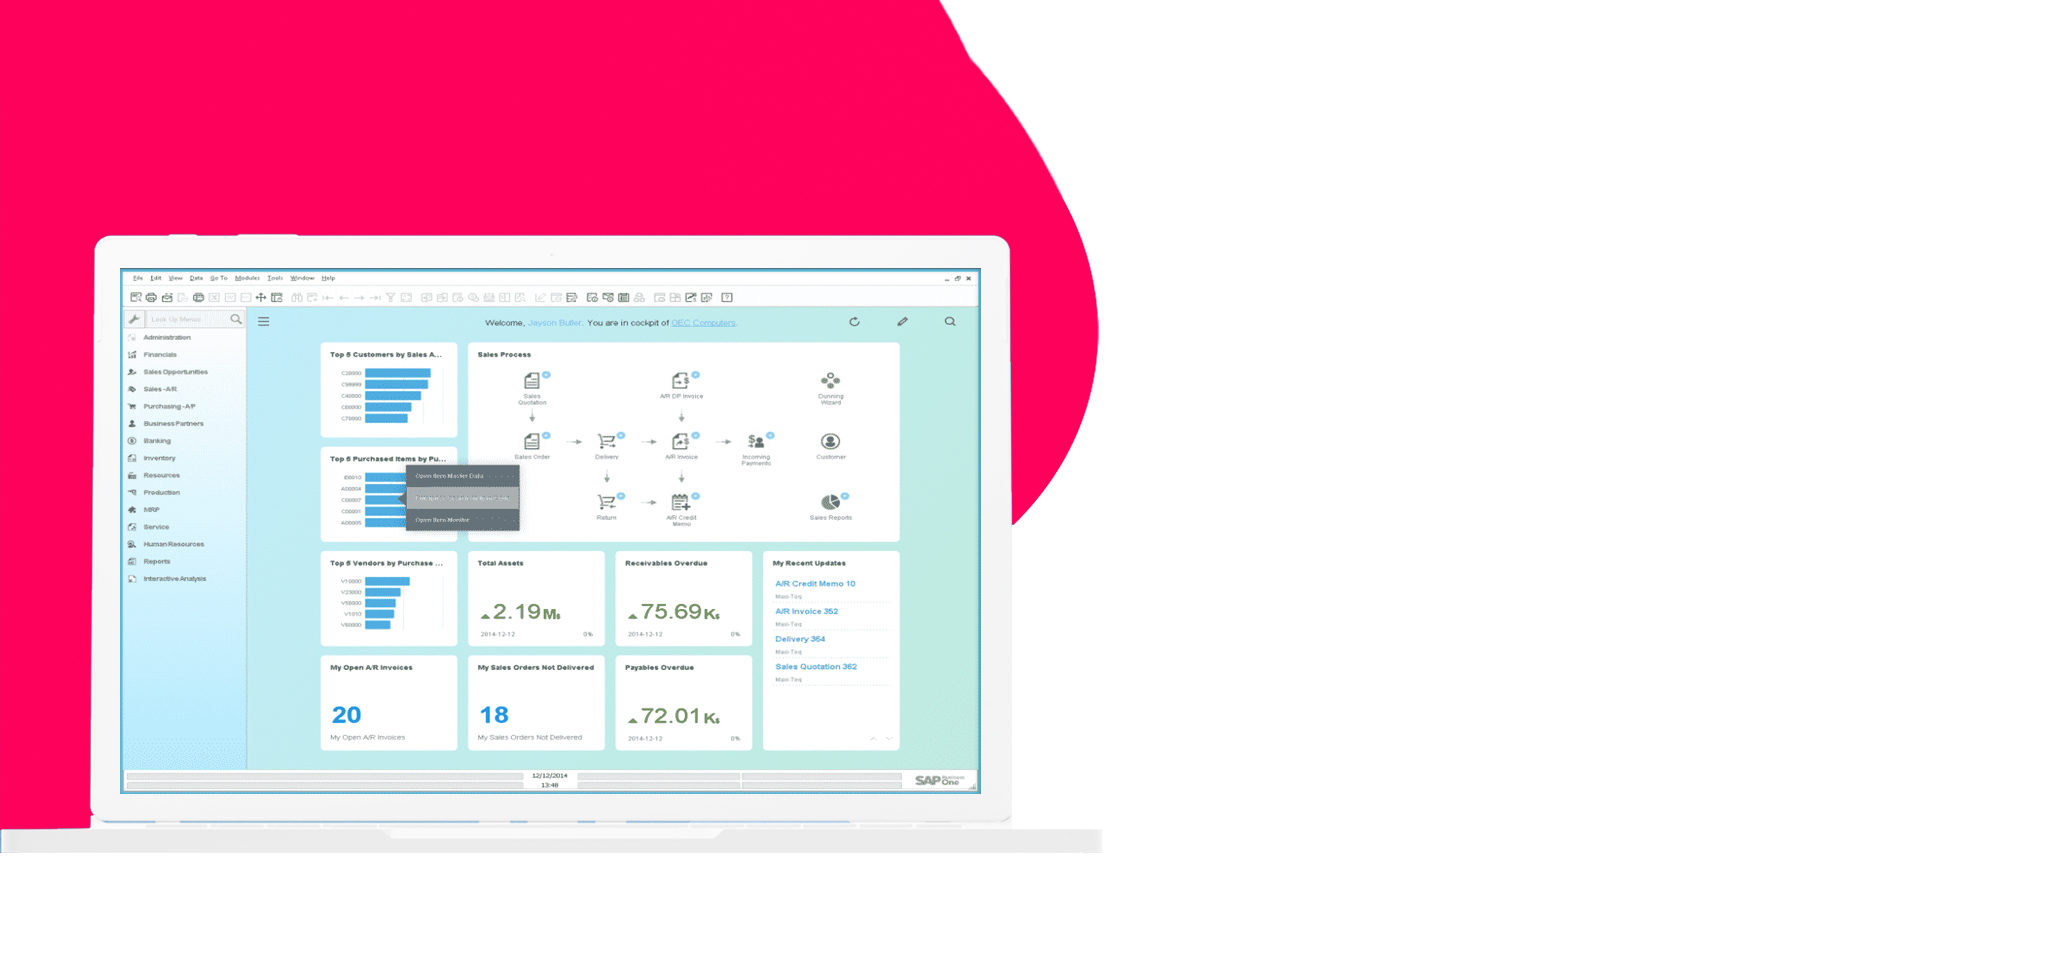 File Edit View Data Go To Modules Tools Window Help
Look Up Menus
Welcome, Jayson Butler. You are in cockpit of OEC Computers.
Administration
Financials
Sales Opportunities
Sales - A/R
Purchasing - A/P
Business Partners
Banking
Inventory
Resources
Production
MRP
Service
Human Resources
Reports
Interactive Analysis
Top 5 Customers by Sales A...
C20000
C40000
C70000
Sales Process
Sales
Quotation
A/R DP Invoice
Dunning
Wizard
Sales Order
Delivery
A/R Invoice
Incoming
Payments
Customer
Return
A/R Credit
Memo
Sales Reports
Top 5 Purchased Items by Pu...
A00004
C00007
C00001
A00005
Open Item Master Data
Open Item Monitor
Top 5 Vendors by Purchase ...
V10000
V23000
V50000
V1010
V60000
Total Assets
2.19M$
2014-12-12 0%
Receivables Overdue
75.69K$
2014-12-12 0%
My Recent Updates
A/R Credit Memo 10
Maxi-Teq
A/R Invoice 352
Maxi-Teq
Delivery 364
Maxi-Teq
Sales Quotation 362
Maxi-Teq
My Open A/R Invoices
20
My Open A/R Invoices
My Sales Orders Not Delivered
18
My Sales Orders Not Delivered
Payables Overdue
72.01K$
2014-12-12 0%
12/12/2014
13:48
SAP Business One